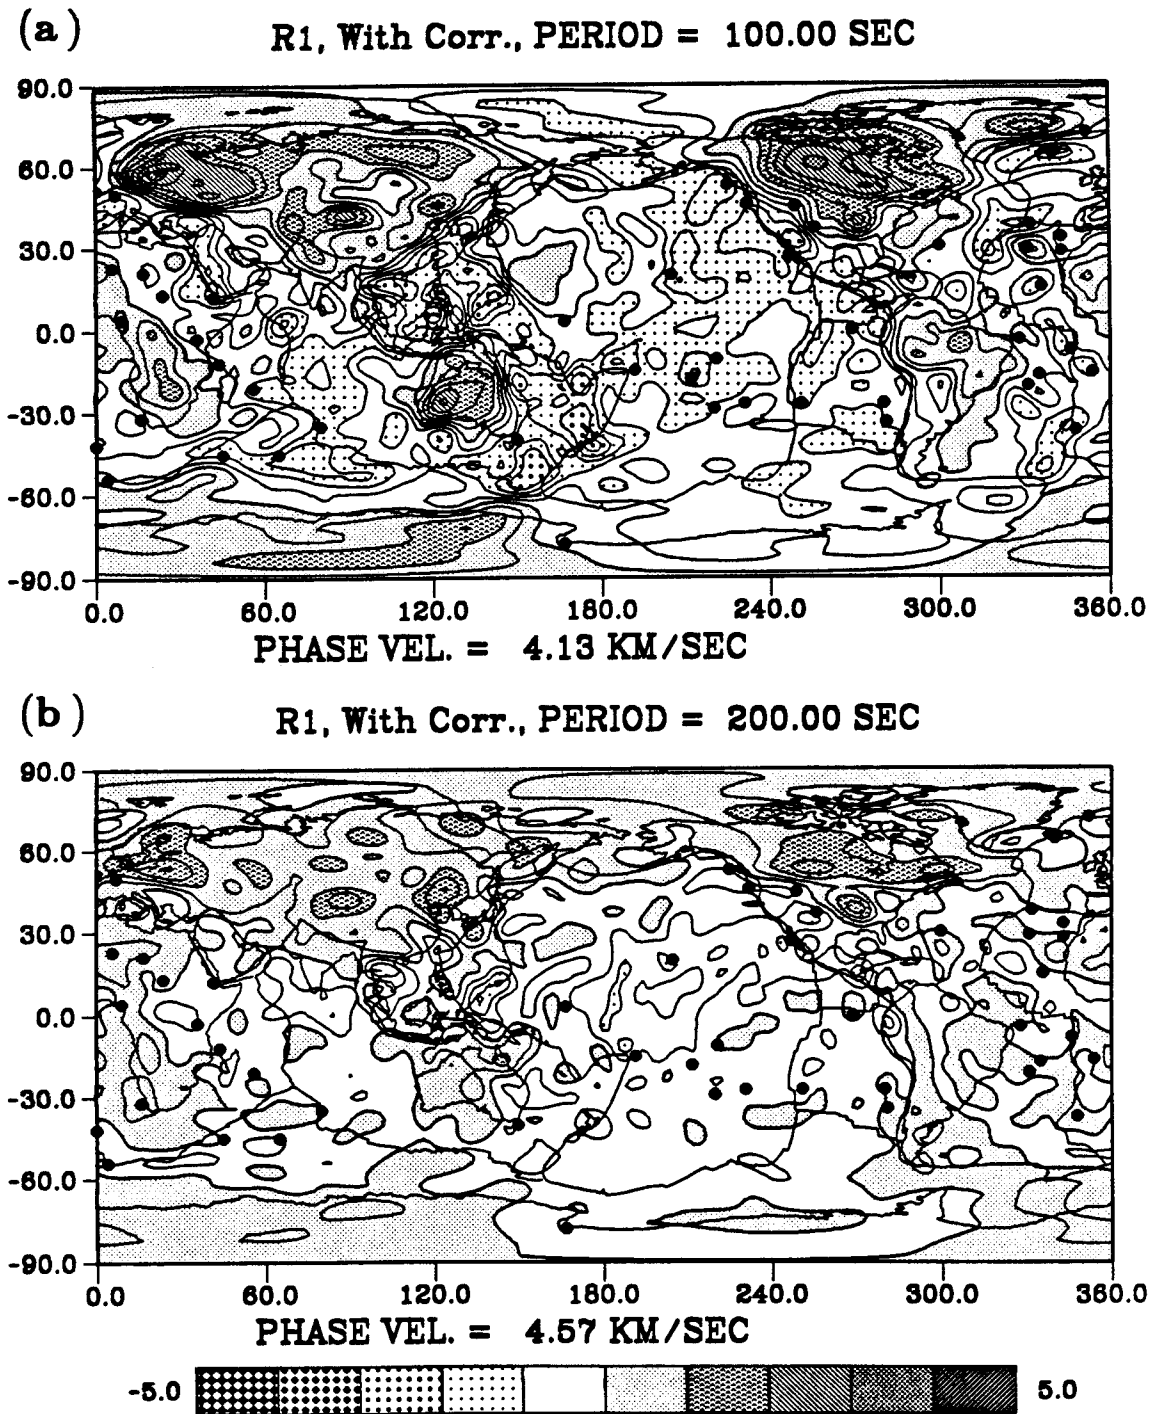 (a)
R1, With Corr., PERIOD = 100.00 SEC
90.0
60.0
30.0
0.0
-30.0
-60.0
-90.0
0.0 60.0 120.0 180.0 240.0 300.0 360.0
PHASE VEL. = 4.13 KM/SEC
(b)
R1, With Corr., PERIOD = 200.00 SEC
90.0
60.0
30.0
0.0
-30.0
-60.0
-90.0
0.0 60.0 120.0 180.0 240.0 300.0 360.0
PHASE VEL. = 4.57 KM/SEC
-5.0 5.0